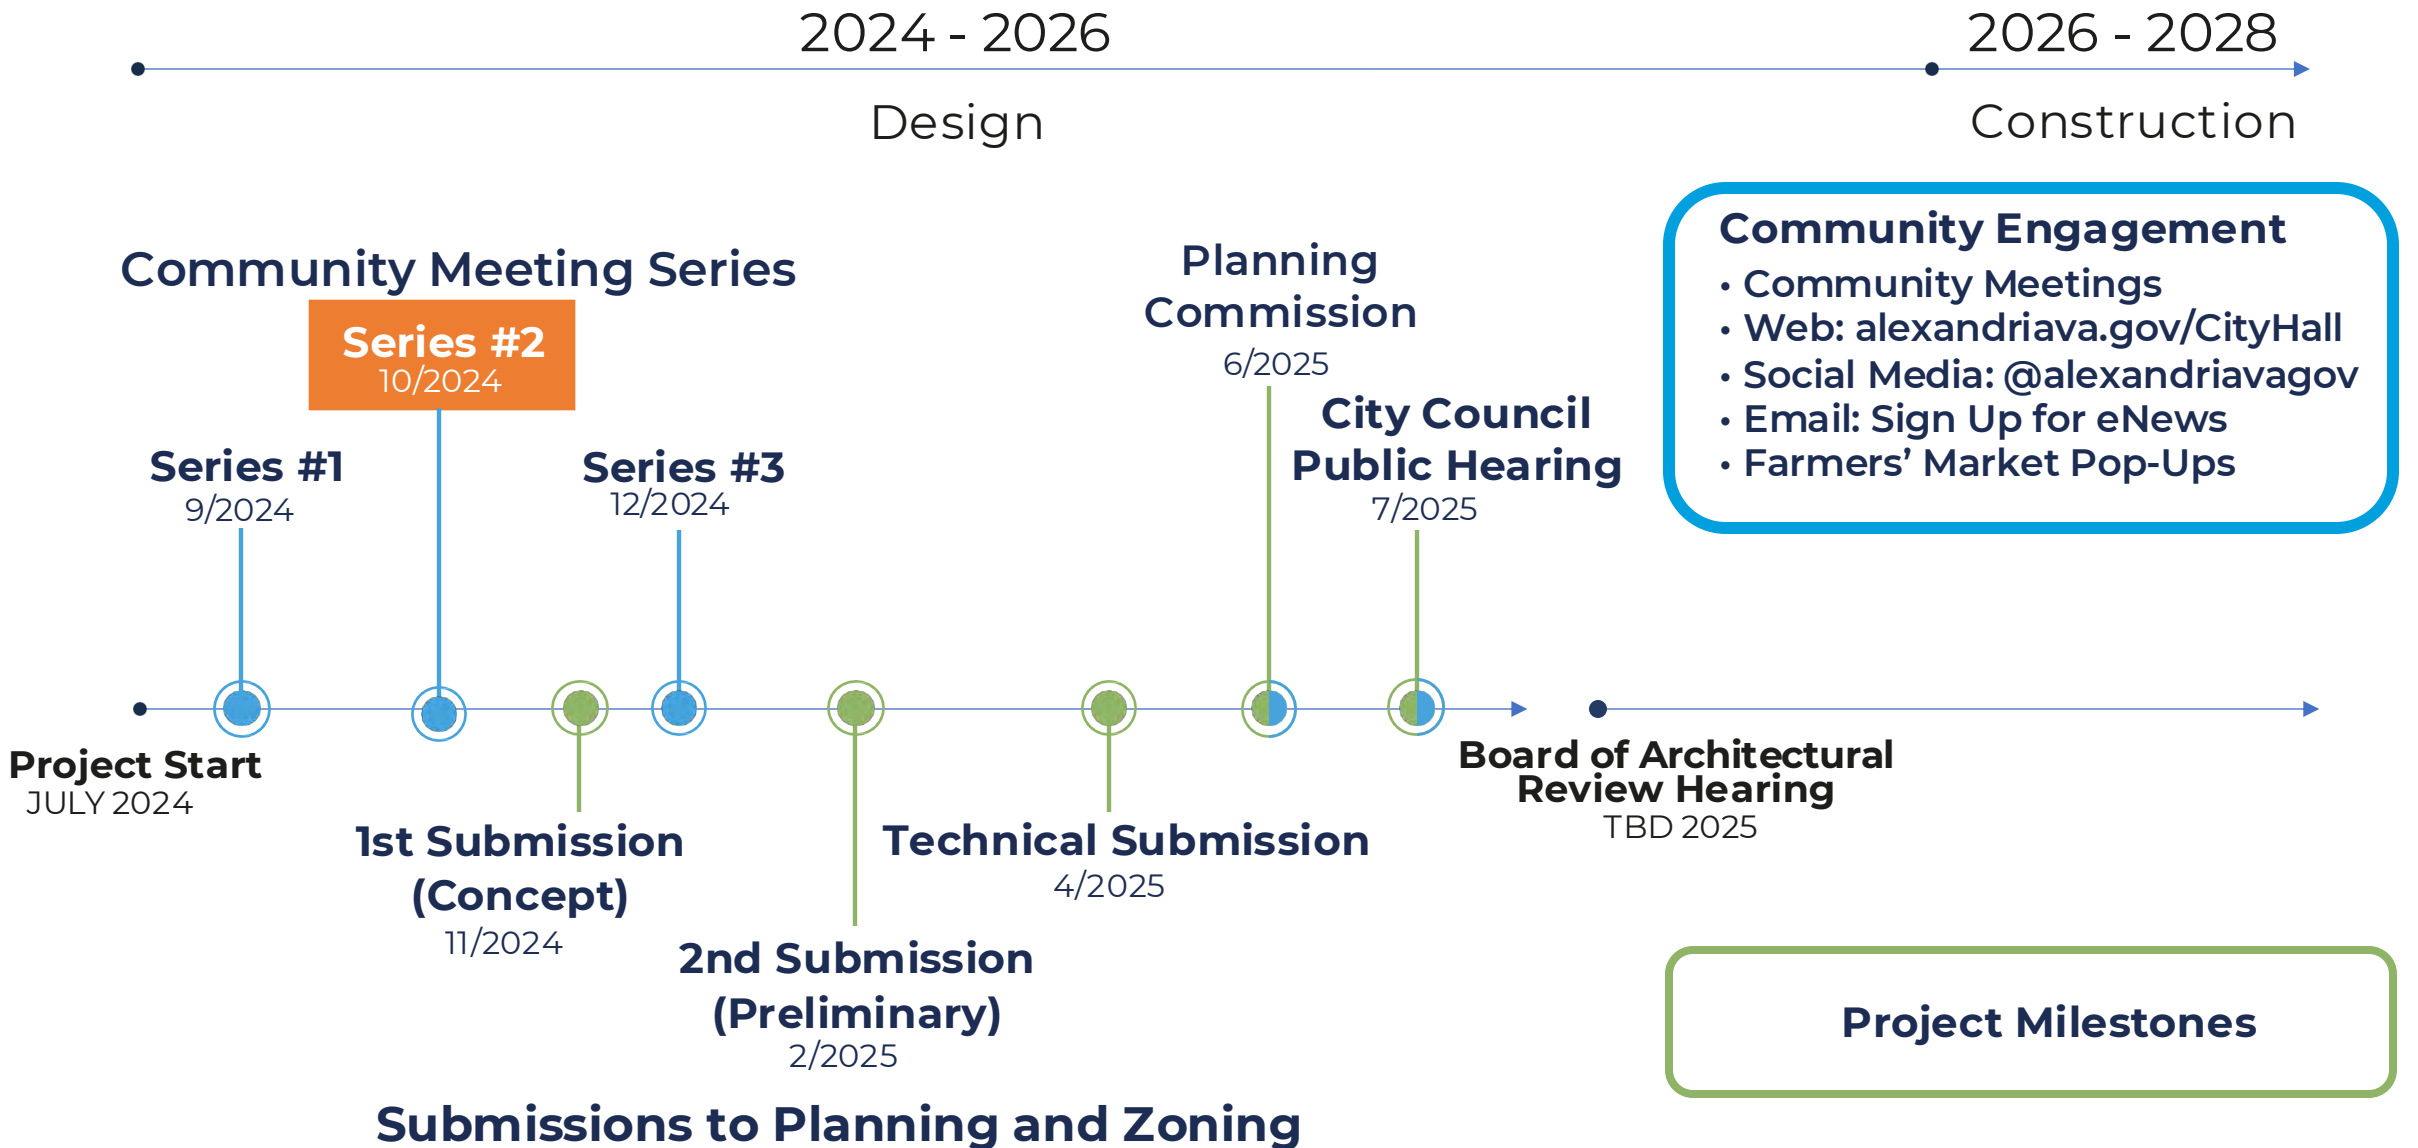 2024 - 2026
2026 - 2028
Design
Construction
Community Engagement
• Community Meetings
• Web: alexandriava.gov/CityHall
• Social Media: @alexandriavagov
• Email: Sign Up for eNews
• Farmers’ Market Pop-Ups
Community Meeting Series
Series #2
10/2024
Series #1
9/2024
Series #3
12/2024
Planning
Commission
6/2025
City Council
Public Hearing
7/2025
Project Start
JULY 2024
Board of Architectural
Review Hearing
TBD 2025
1st Submission
(Concept)
11/2024
2nd Submission
(Preliminary)
2/2025
Technical Submission
4/2025
Project Milestones
Submissions to Planning and Zoning